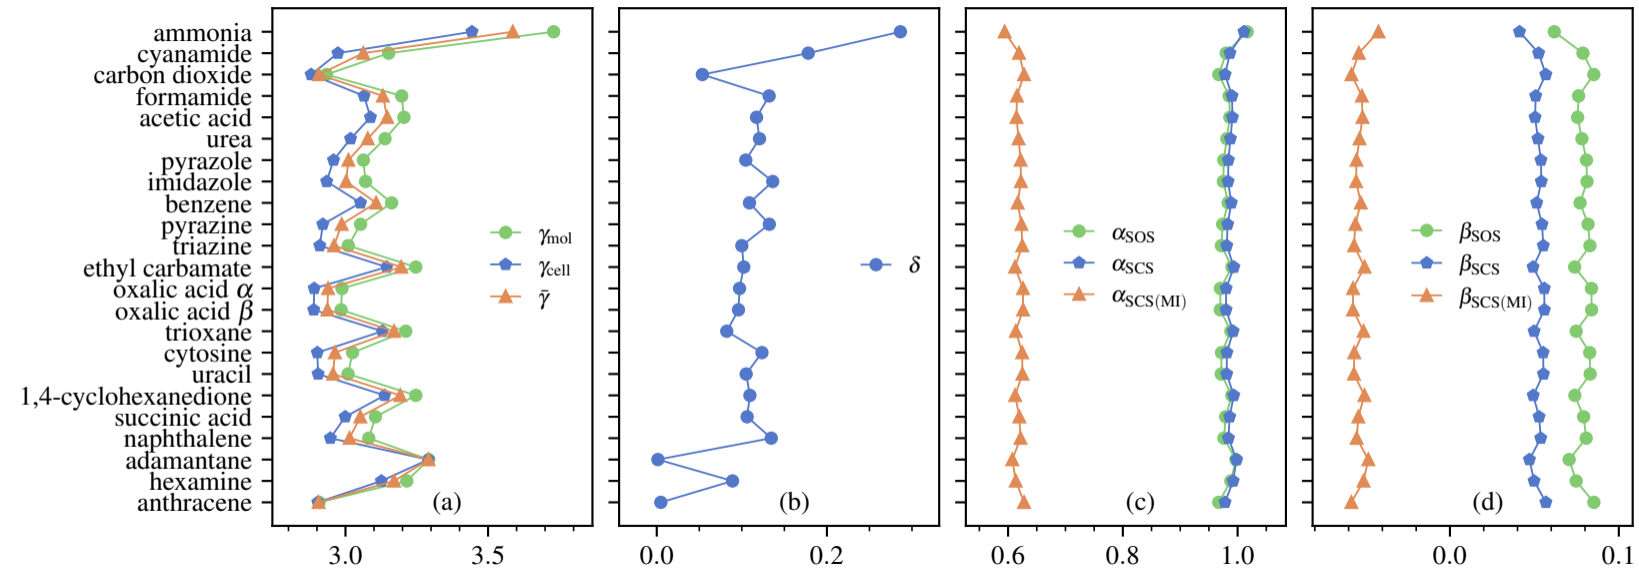 ammonia
cyanamide
carbon dioxide
formamide
acetic acid
urea
pyrazole
imidazole
benzene
pyrazine
triazine
ethyl carbamate
oxalic acid α
oxalic acid β
trioxane
cytosine
uracil
1,4-cyclohexanedione
succinic acid
naphthalene
adamantane
hexamine
anthracene
γmol
γcell
γ̄
(a)
3.0 3.5
δ
(b)
0.0 0.2
αSOS
αSCS
αSCS(MI)
(c)
0.6 0.8 1.0
βSOS
βSCS
βSCS(MI)
(d)
0.0 0.1